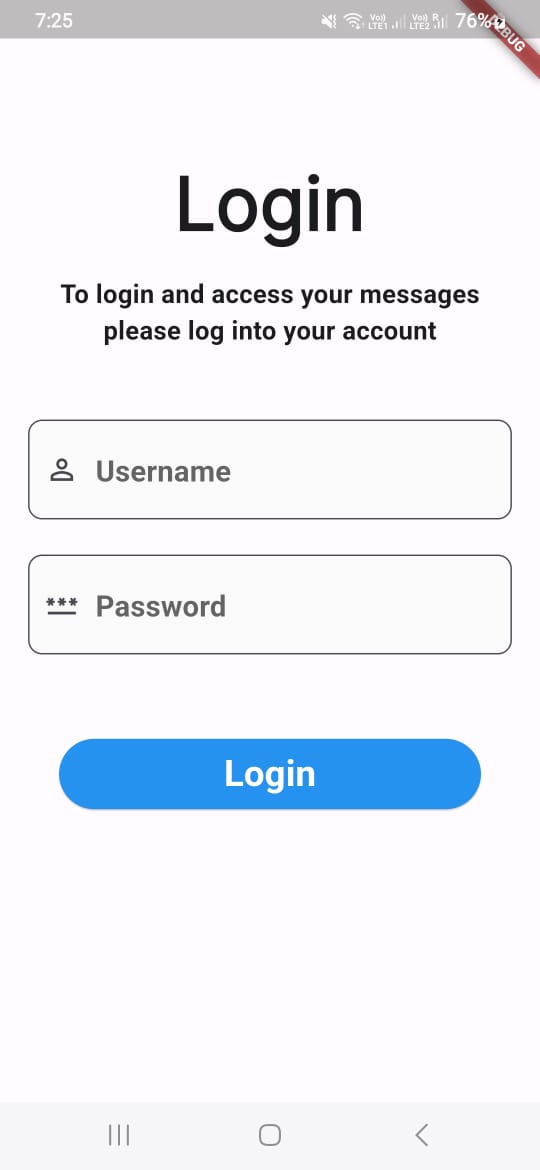 7:25
Vo)) LTE1 Vo)) R LTE2 76%
DEBUG
Login
To login and access your messages
please log into your account
Username
*** Password
Login